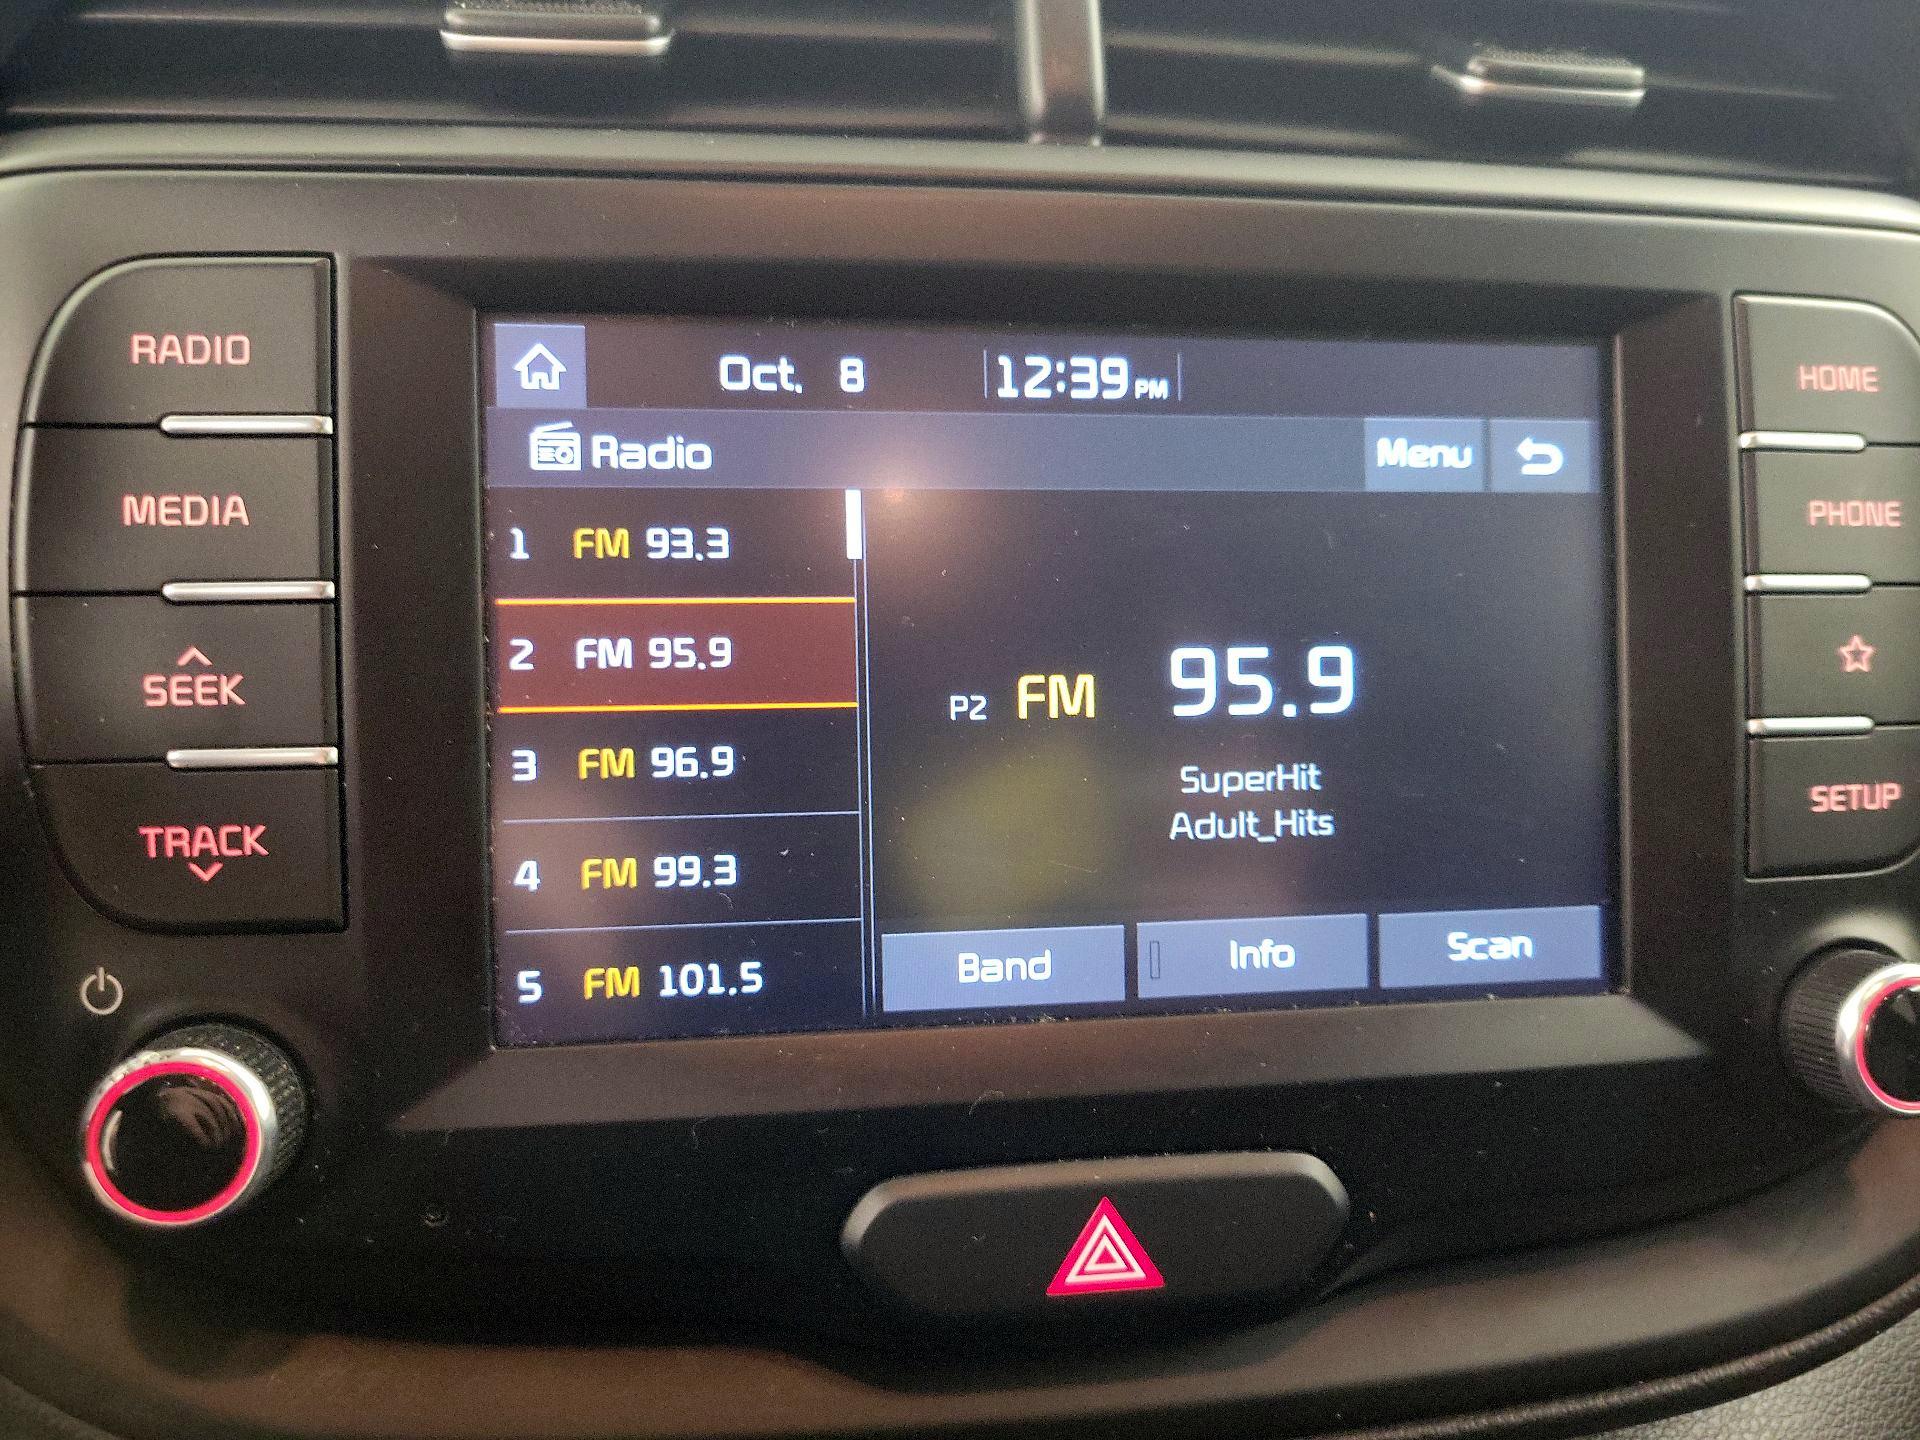 RADIO
MEDIA
SEEK
TRACK
Oct. 8 12:39 PM
Radio Menu
1 FM 93.3
2 FM 95.9
3 FM 96.9
4 FM 99.3
5 FM 101.5
P2 FM 95.9
SuperHit
Adult_Hits
Band Info Scan
HOME
PHONE
SETUP